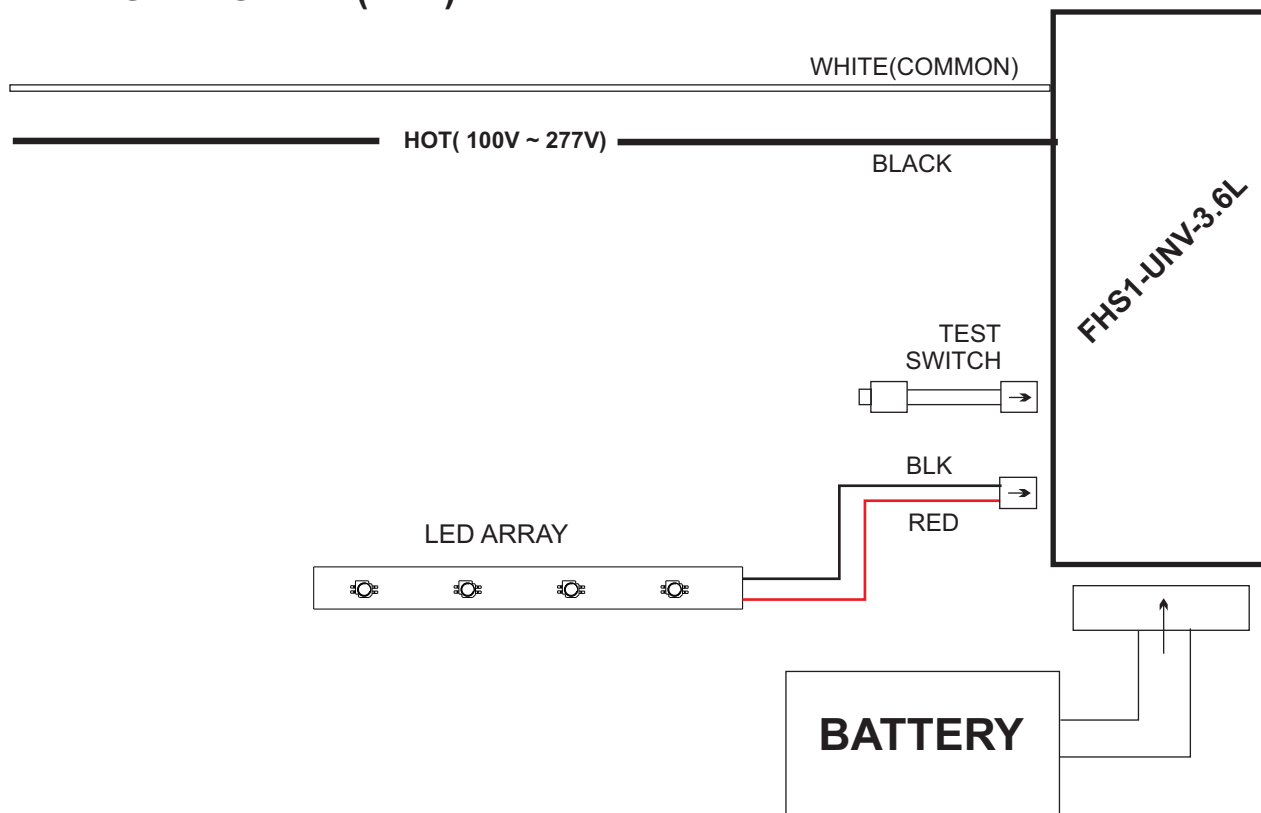 WHITE(COMMON)
HOT( 100V ~ 277V)
BLACK
FHS1-UNV-3.6L
TEST
SWITCH
BLK
RED
LED ARRAY
BATTERY